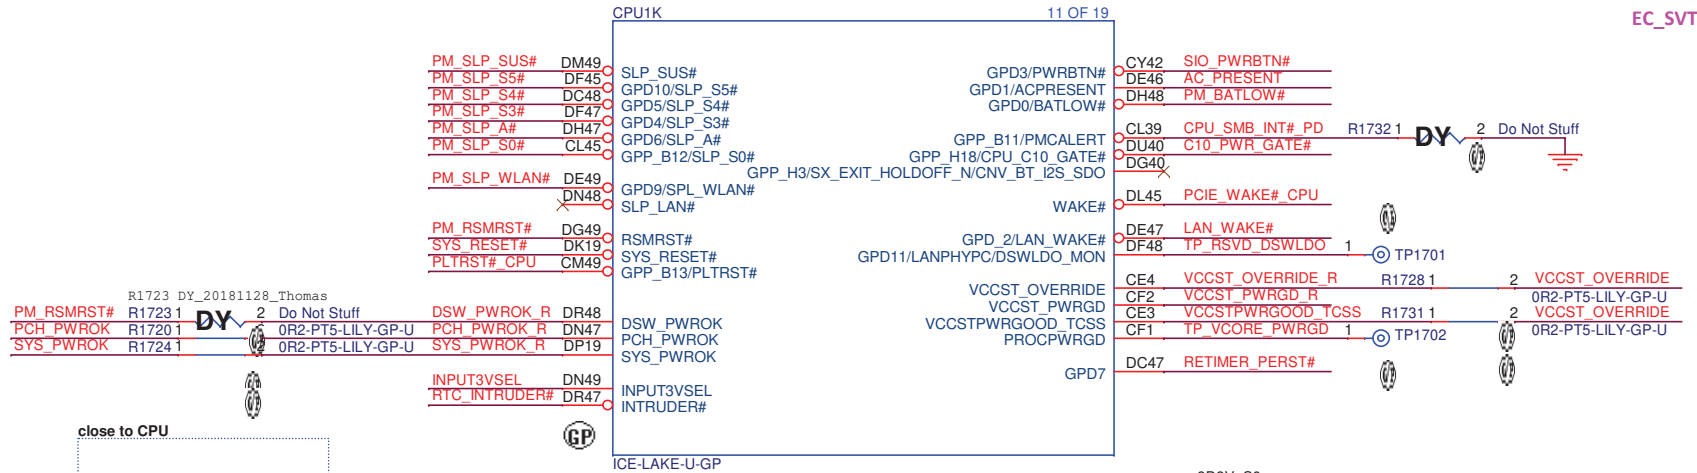 CPU1K 11 OF 19
EC_SVT
PM_SLP_SUS# DM49 SLP_SUS# GPD3/PWRBTN# CY42 SIO_PWRBTN#
PM_SLP_S5# DF45 GPD10/SLP_S5# GPD1/ACPRESENT DE46 AC_PRESENT
PM_SLP_S4# DC48 GPD5/SLP_S4# GPD0/BATLOW# DH48 PM_BATLOW#
PM_SLP_S3# DF47 GPD4/SLP_S3#
PM_SLP_A# DH47 GPD6/SLP_A# GPP_B11/PMCALERT CL39 CPU_SMB_INT#_PD R1732 1 DY 2 Do Not Stuff
PM_SLP_S0# CL45 GPP_B12/SLP_S0# GPP_H18/CPU_C10_GATE# DU40 C10_PWR_GATE#
GPP_H3/SX_EXIT_HOLDOFF_N/CNV_BT_I2S_SDO DG40
PM_SLP_WLAN# DE49 GPD9/SPL_WLAN#
DN48 SLP_LAN# WAKE# DL45 PCIE_WAKE#_CPU
PM_RSMRST# DG49 RSMRST# GPD_2/LAN_WAKE# DE47 LAN_WAKE#
SYS_RESET# DK19 SYS_RESET# GPD11/LANPHYPC/DSWLDO_MON DF48 TP_RSVD_DSWLDO 1 TP1701
PLTRST#_CPU CM49 GPP_B13/PLTRST#
VCCST_OVERRIDE CE4 VCCST_OVERRIDE_R R1728 1 2 VCCST_OVERRIDE
R1723 DY_20181128_Thomas
VCCST_PWRGD CF2 VCCST_PWRGD_R 0R2-PT5-LILY-GP-U
PM_RSMRST# R1723 1 DY 2 Do Not Stuff DSW_PWROK_R DR48 DSW_PWROK VCCSTPWRGOOD_TCSS CE3 VCCSTPWRGOOD_TCSS R1731 1 2 VCCST_OVERRIDE
PCH_PWROK R1720 1 2 0R2-PT5-LILY-GP-U PCH_PWROK_R DN47 PCH_PWROK PROCPWRGD CF1 TP_VCORE_PWRGD 1 TP1702 0R2-PT5-LILY-GP-U
SYS_PWROK R1724 1 2 0R2-PT5-LILY-GP-U SYS_PWROK_R DP19 SYS_PWROK
GPD7 DC47 RETIMER_PERST#
INPUT3VSEL DN49 INPUT3VSEL
RTC_INTRUDER# DR47 INTRUDER#
close to CPU
GP
ICE-LAKE-U-GP